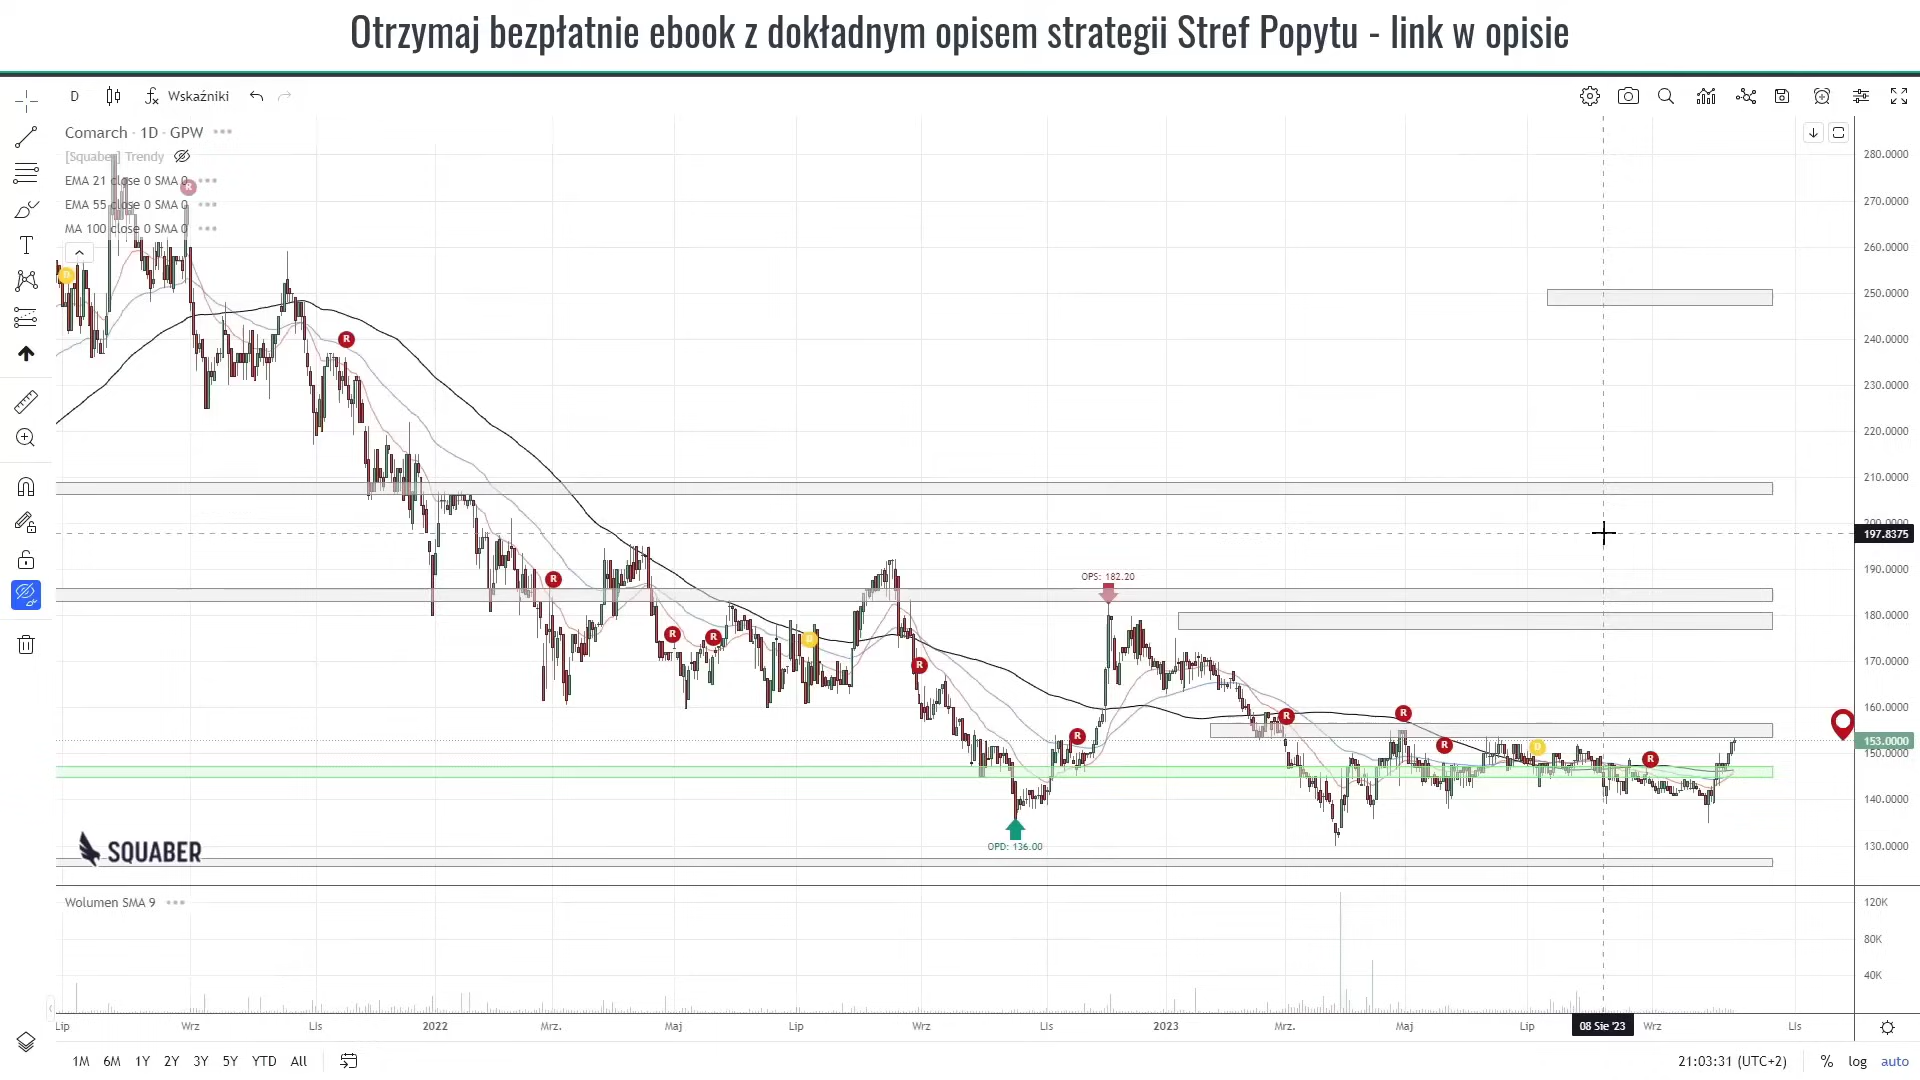 Otrzymaj bezpłatnie ebook z dokładnym opisem strategii Stref Popytu - link w opisie
D
Wskaźniki
Comarch · 1D · GPW
[Squaber] Trendy
EMA 21 close 0 SMA 0
EMA 55 close 0 SMA 0
MA 100 close 0 SMA 0
280.0000
270.0000
260.0000
250.0000
240.0000
230.0000
220.0000
210.0000
200.0000
197.8375
190.0000
180.0000
170.0000
160.0000
153.0000
150.0000
140.0000
130.0000
R
D
R
R
R
R
D
R
R
OPS: 182.20
OPD: 136.00
R
R
R
D
R
SQUABER
Wolumen SMA 9
120K
80K
40K
Lip
Wrz
Lis
2022
Mrz.
Maj
Lip
Wrz
Lis
2023
Mrz.
Maj
Lip
08 Sie '23
Wrz
Lis
1M 6M 1Y 2Y 3Y 5Y YTD All
21:03:31 (UTC+2)
% log auto